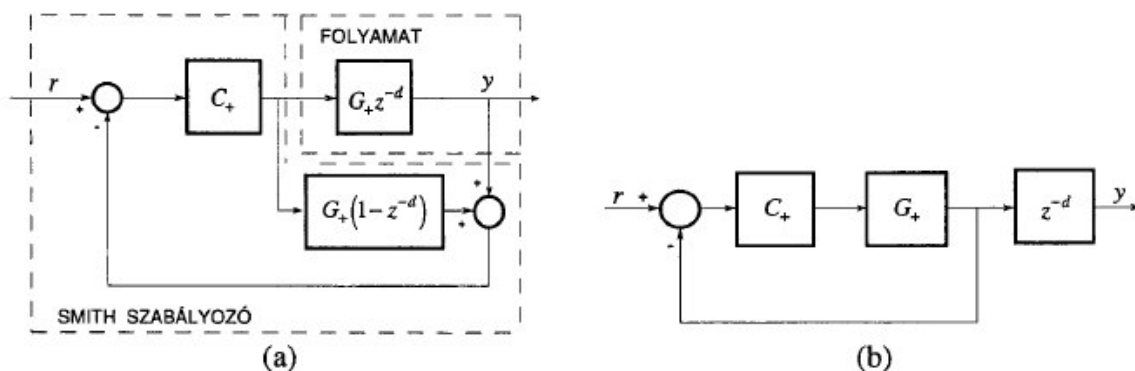 FOLYAMAT
r
+
-
C₊
G₊z⁻ᵈ
y
G₊(1−z⁻ᵈ)
+
+
SMITH SZABÁLYOZÓ
(a)
r
+
-
C₊
G₊
z⁻ᵈ
y
(b)